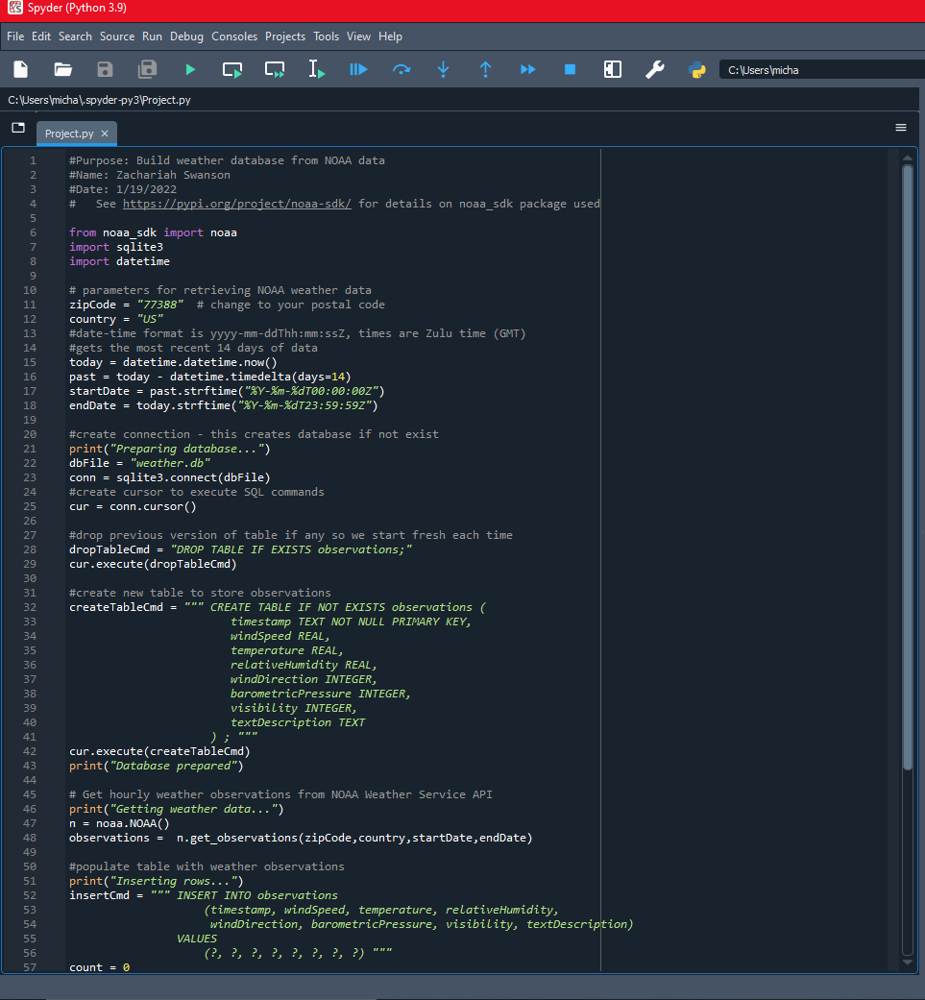 Spyder (Python 3.9)
File Edit Search Source Run Debug Consoles Projects Tools View Help
C:\Users\micha
C:\Users\micha\.spyder-py3\Project.py
Project.py ×
1 #Purpose: Build weather database from NOAA data
2 #Name: Zachariah Swanson
3 #Date: 1/19/2022
4 #   See https://pypi.org/project/noaa-sdk/ for details on noaa_sdk package used
5
6 from noaa_sdk import noaa
7 import sqlite3
8 import datetime
9
10 # parameters for retrieving NOAA weather data
11 zipCode = "77388"  # change to your postal code
12 country = "US"
13 #date-time format is yyyy-mm-ddThh:mm:ssZ, times are Zulu time (GMT)
14 #gets the most recent 14 days of data
15 today = datetime.datetime.now()
16 past = today - datetime.timedelta(days=14)
17 startDate = past.strftime("%Y-%m-%dT00:00:00Z")
18 endDate = today.strftime("%Y-%m-%dT23:59:59Z")
19
20 #create connection - this creates database if not exist
21 print("Preparing database...")
22 dbFile = "weather.db"
23 conn = sqlite3.connect(dbFile)
24 #create cursor to execute SQL commands
25 cur = conn.cursor()
26
27 #drop previous version of table if any so we start fresh each time
28 dropTableCmd = "DROP TABLE IF EXISTS observations;"
29 cur.execute(dropTableCmd)
30
31 #create new table to store observations
32 createTableCmd = """ CREATE TABLE IF NOT EXISTS observations (
33                         timestamp TEXT NOT NULL PRIMARY KEY,
34                         windSpeed REAL,
35                         temperature REAL,
36                         relativeHumidity REAL,
37                         windDirection INTEGER,
38                         barometricPressure INTEGER,
39                         visibility INTEGER,
40                         textDescription TEXT
41                      ) ; """
42 cur.execute(createTableCmd)
43 print("Database prepared")
44
45 # Get hourly weather observations from NOAA Weather Service API
46 print("Getting weather data...")
47 n = noaa.NOAA()
48 observations =  n.get_observations(zipCode,country,startDate,endDate)
49
50 #populate table with weather observations
51 print("Inserting rows...")
52 insertCmd = """ INSERT INTO observations
53                     (timestamp, windSpeed, temperature, relativeHumidity,
54                      windDirection, barometricPressure, visibility, textDescription)
55                 VALUES
56                     (?, ?, ?, ?, ?, ?, ?, ?) """
57 count = 0